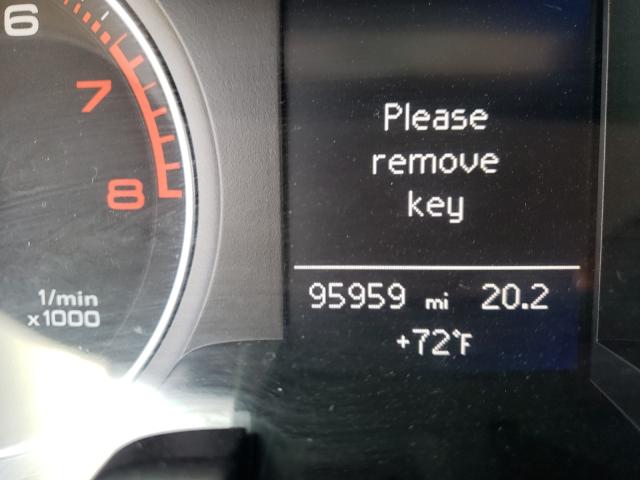 6
7
8
1/min
x1000
Please
remove
key
95959 mi 20.2
+72°F